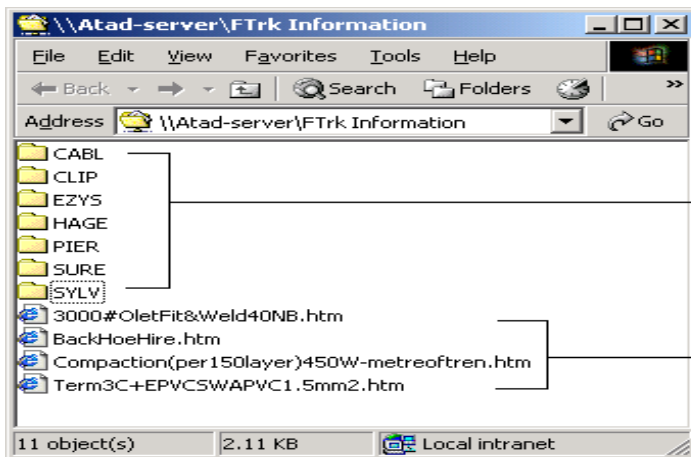 \\Atad-server\FTrk Information
File Edit View Favorites Tools Help
Back Search Folders »
Address \\Atad-server\FTrk Information Go
CABL
CLIP
EZYS
HAGE
PIER
SURE
SYLV
3000#OletFit&Weld40NB.htm
BackHoeHire.htm
Compaction(per150layer)450W-metreoftren.htm
Term3C+EPVCSWAPVC1.5mm2.htm
11 object(s) 2.11 KB Local intranet